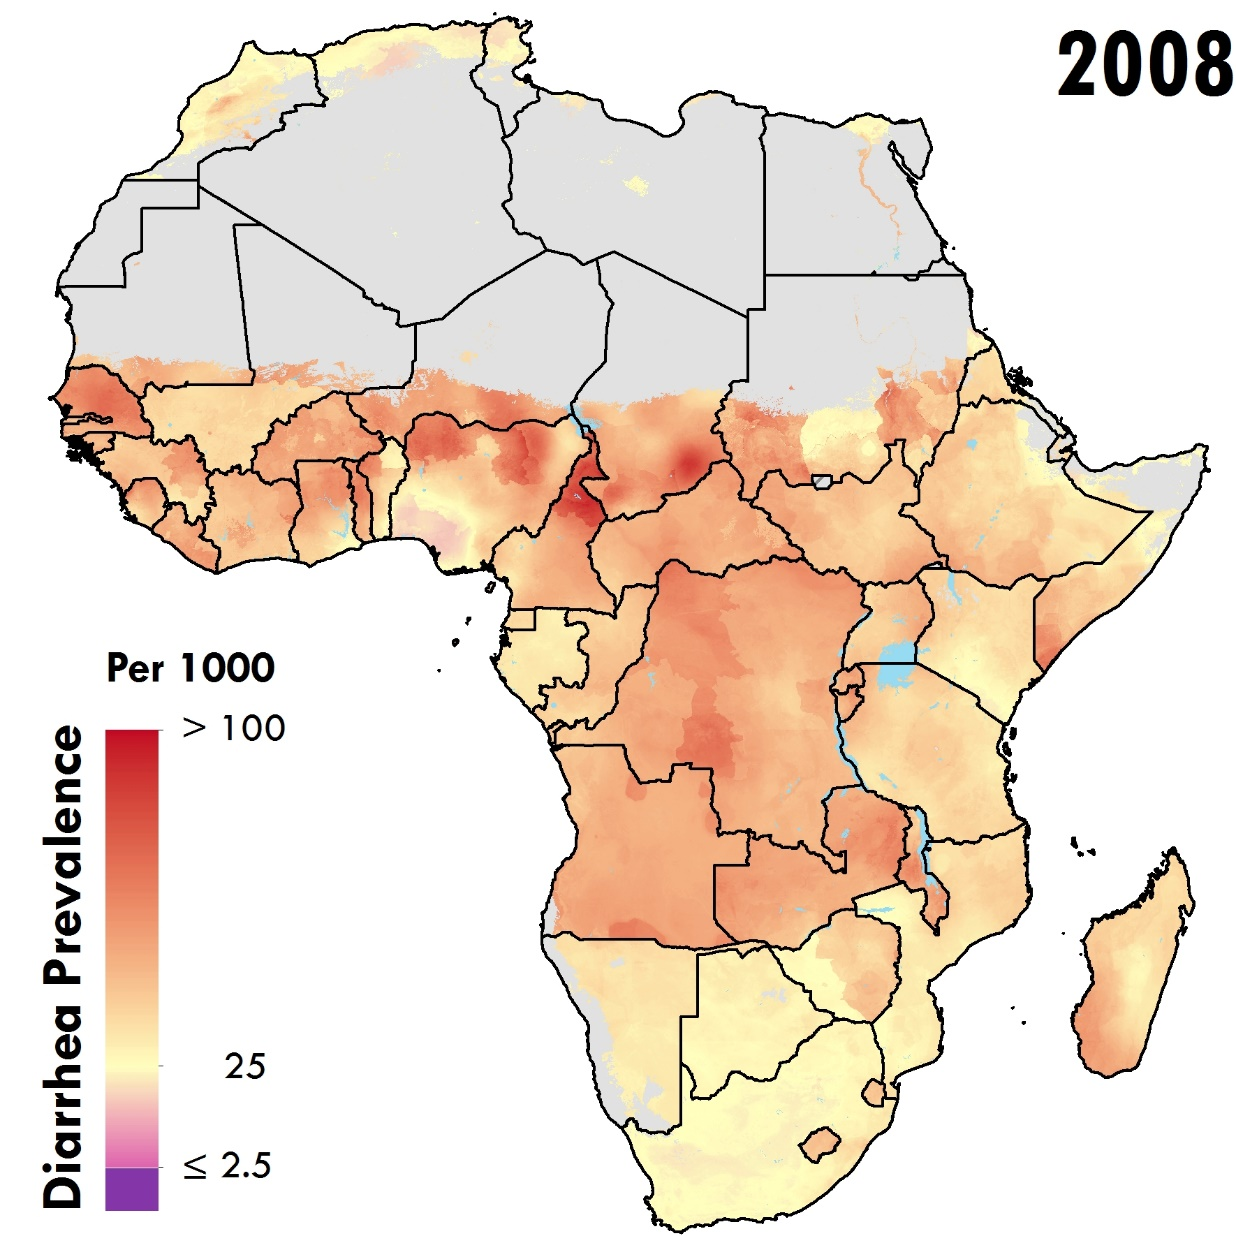 2008
Per 1000
> 100
25
≤ 2.5
Diarrhea Prevalence